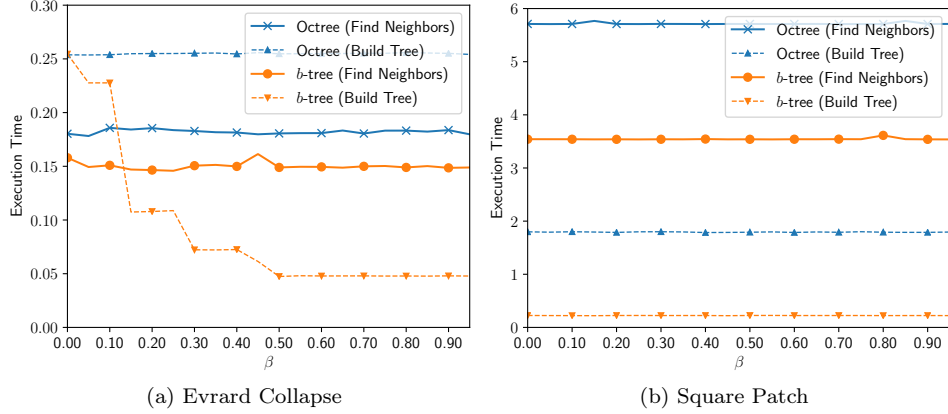 0.30
0.25
0.20
0.15
0.10
0.05
0.00
Execution Time
0.00 0.10 0.20 0.30 0.40 0.50 0.60 0.70 0.80 0.90
β
Octree (Find Neighbors)
Octree (Build Tree)
b-tree (Find Neighbors)
b-tree (Build Tree)
(a) Evrard Collapse
6
5
4
3
2
1
0
Execution Time
0.00 0.10 0.20 0.30 0.40 0.50 0.60 0.70 0.80 0.90
β
Octree (Find Neighbors)
Octree (Build Tree)
b-tree (Find Neighbors)
b-tree (Build Tree)
(b) Square Patch